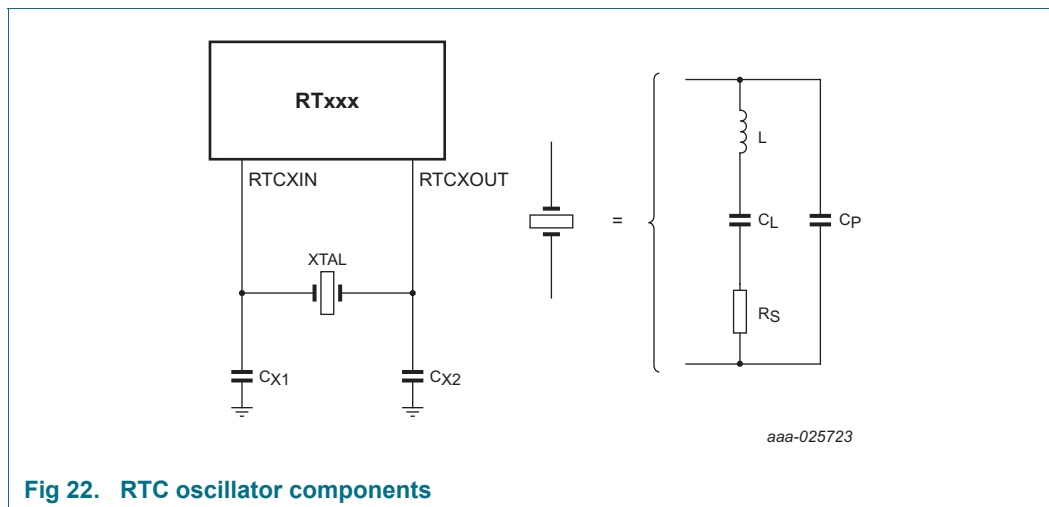 RTxxx
RTCXIN
RTCXOUT
XTAL
CX1
CX2
=
L
CL
CP
RS
aaa-025723
Fig 22. RTC oscillator components